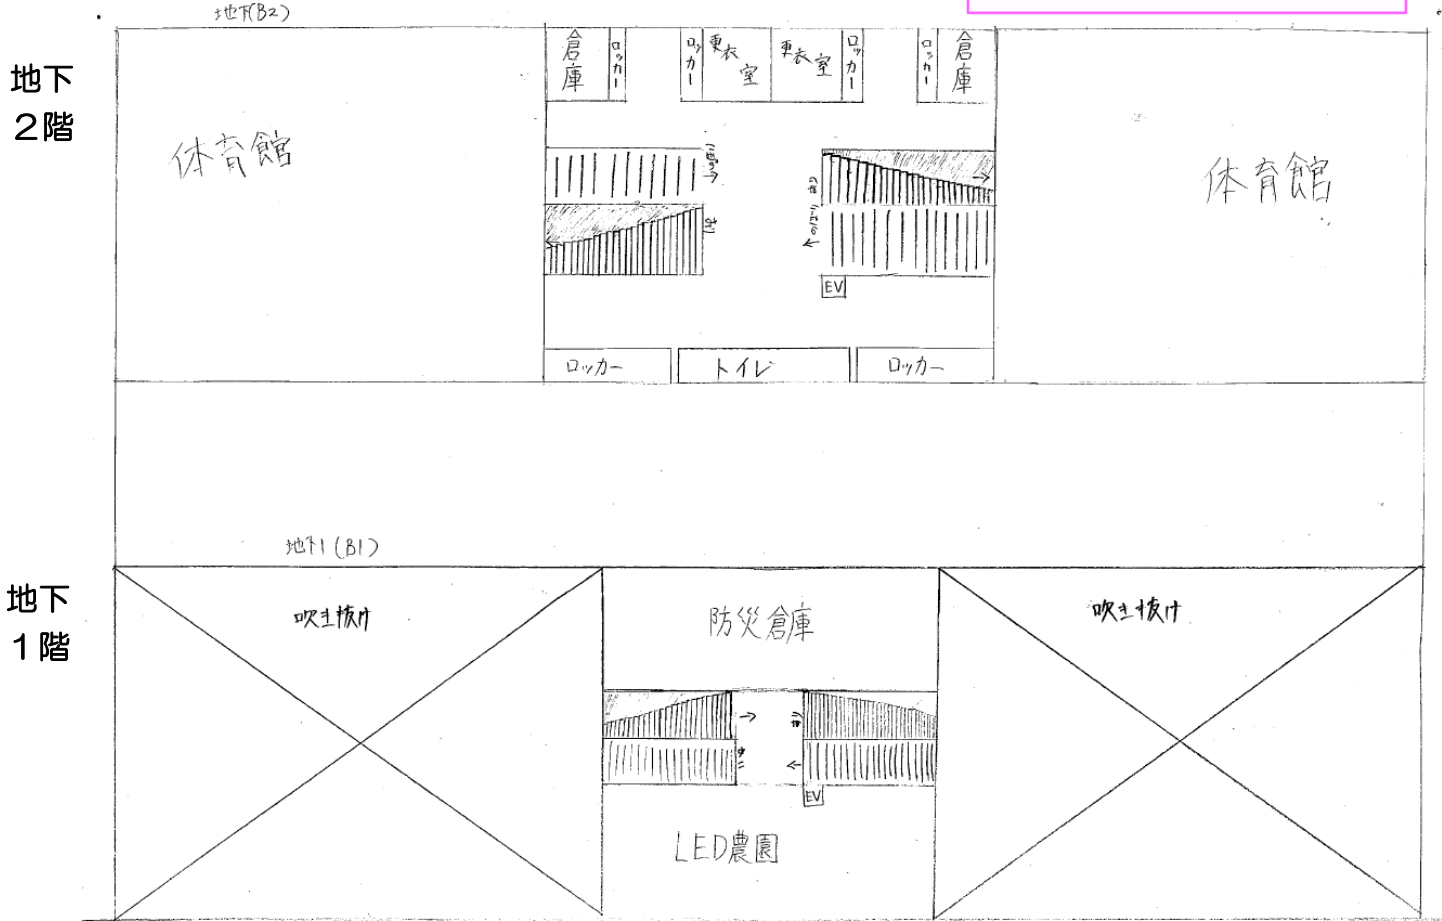 地下(B2)
地下
2階
倉庫
ロッカー
ロッカー
更衣室
更衣室
ロッカー
ロッカー
倉庫
体育館
体育館
EV
ロッカー
トイレ
ロッカー
地下1(B1)
地下
1階
吹き抜け
防災倉庫
吹き抜け
EV
LED農園